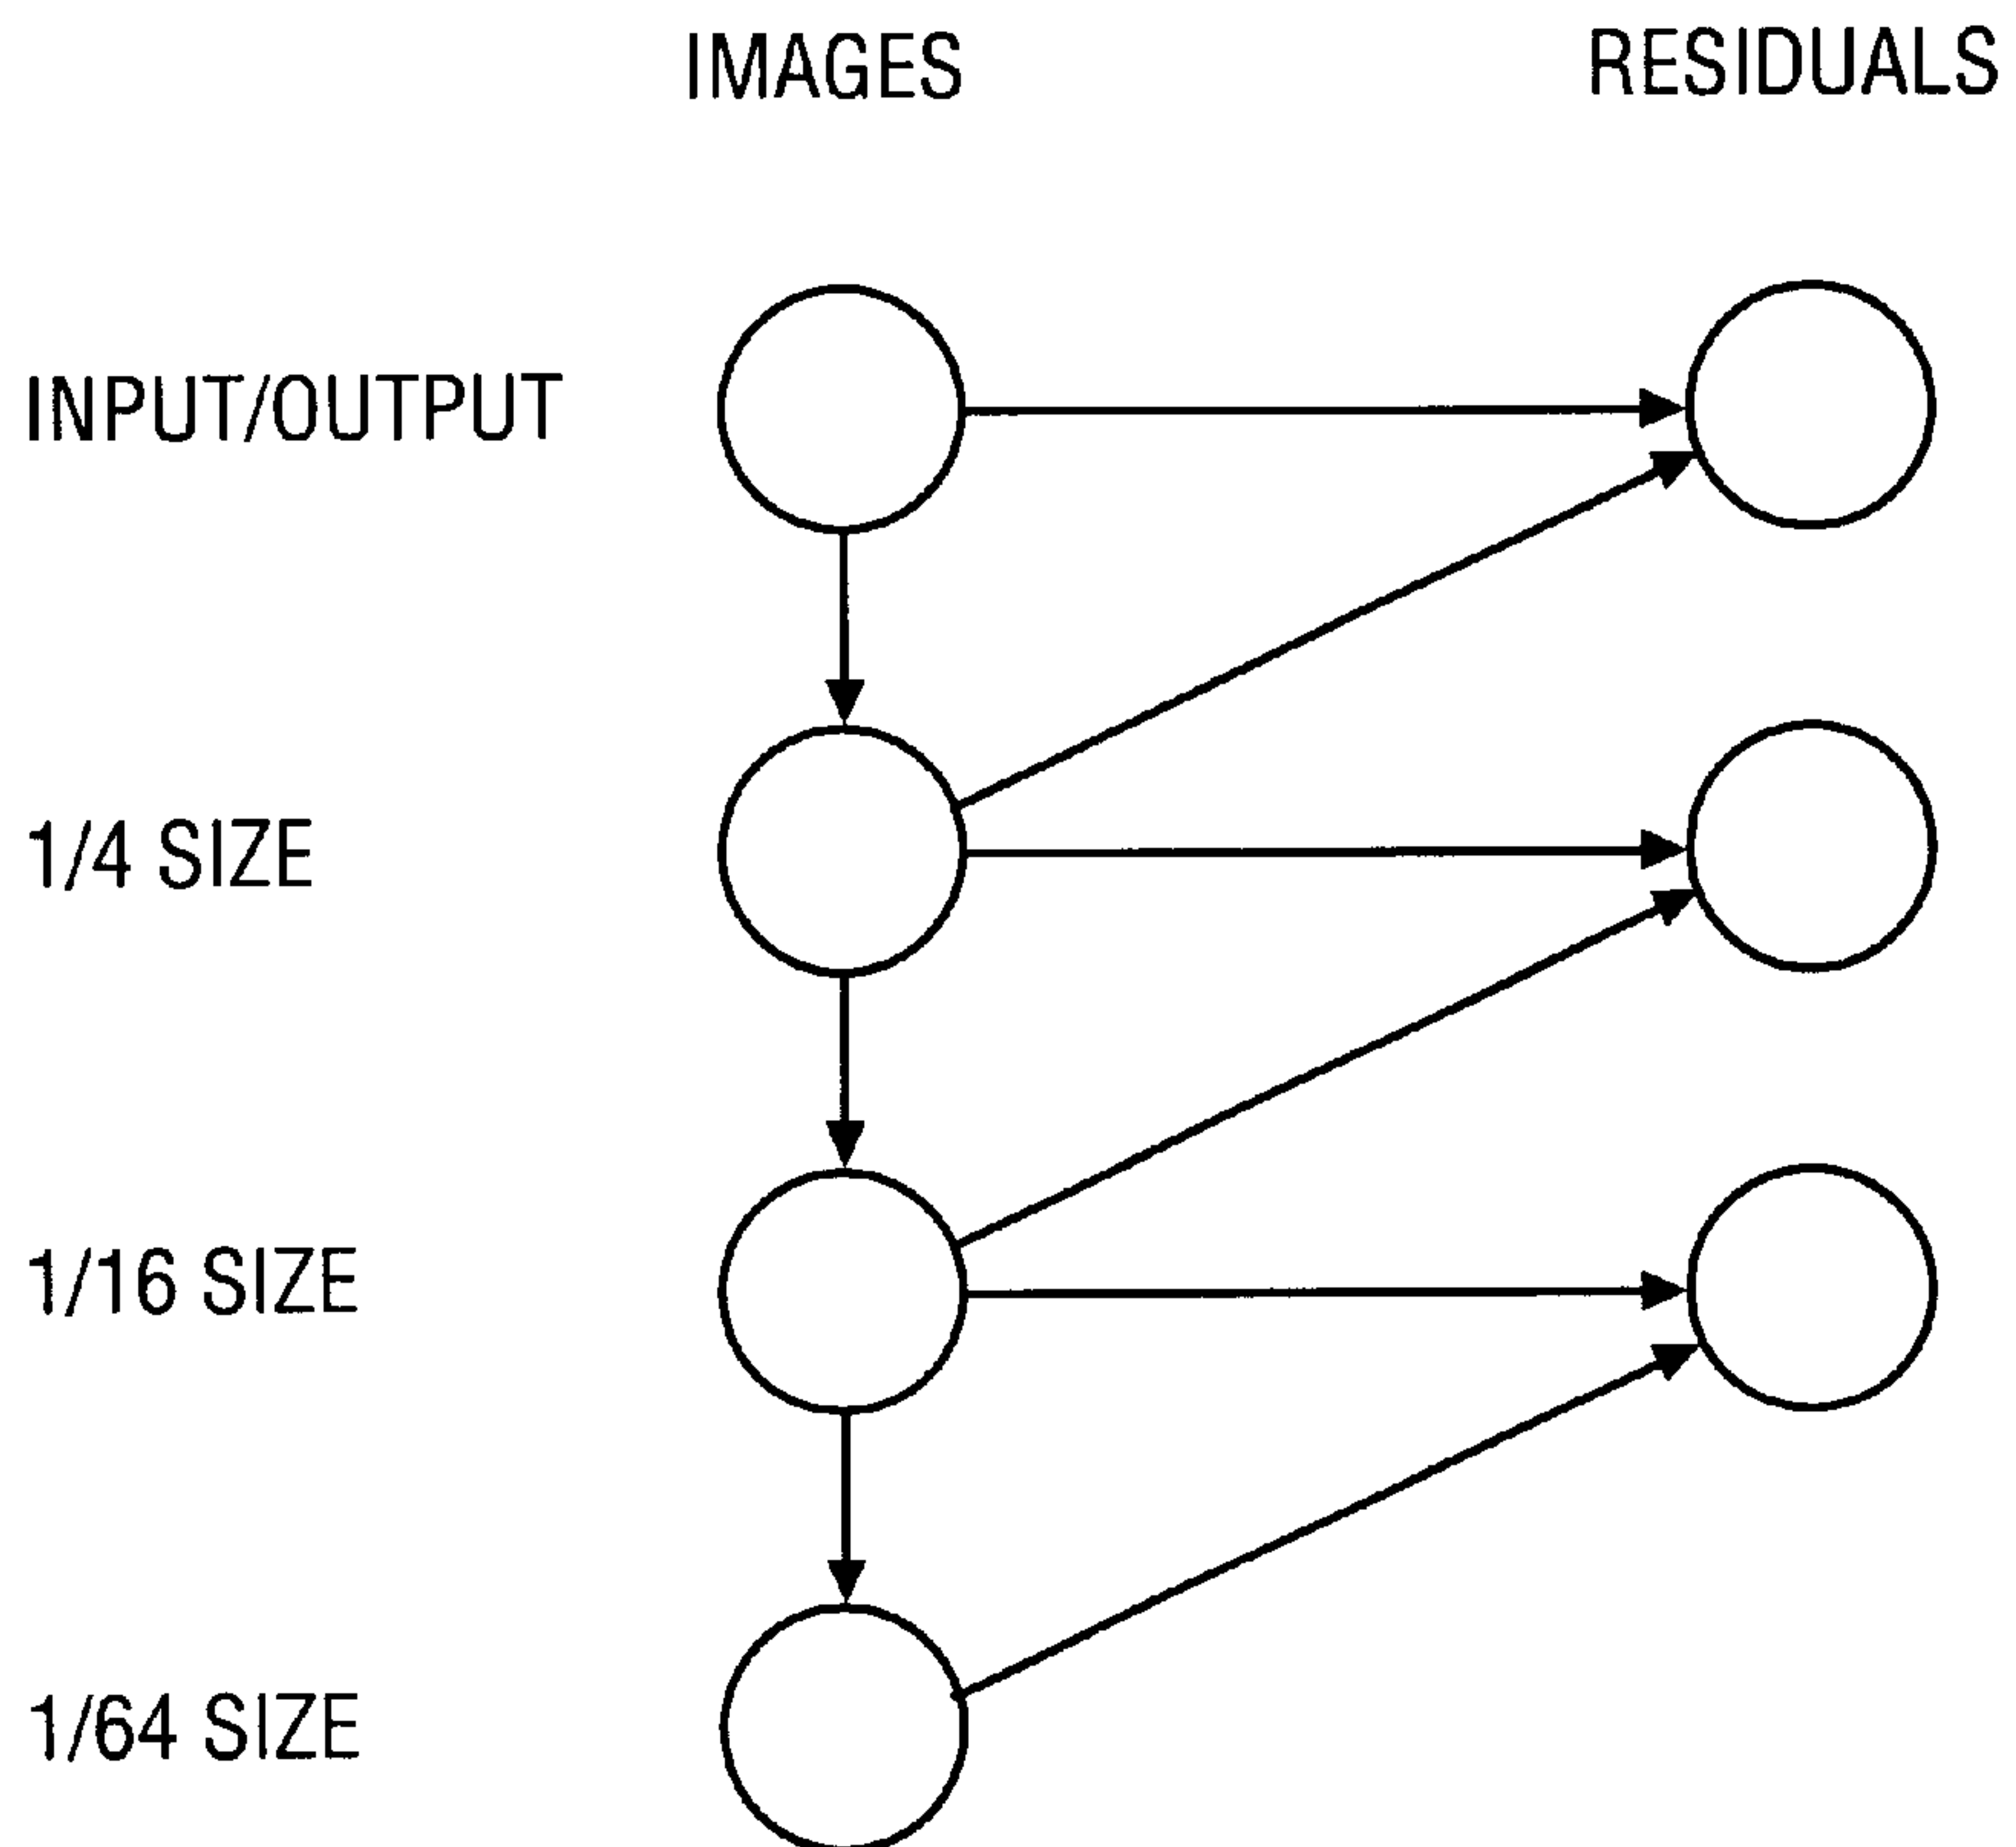 IMAGES RESIDUALS
INPUT/OUTPUT
1/4 SIZE
1/16 SIZE
1/64 SIZE